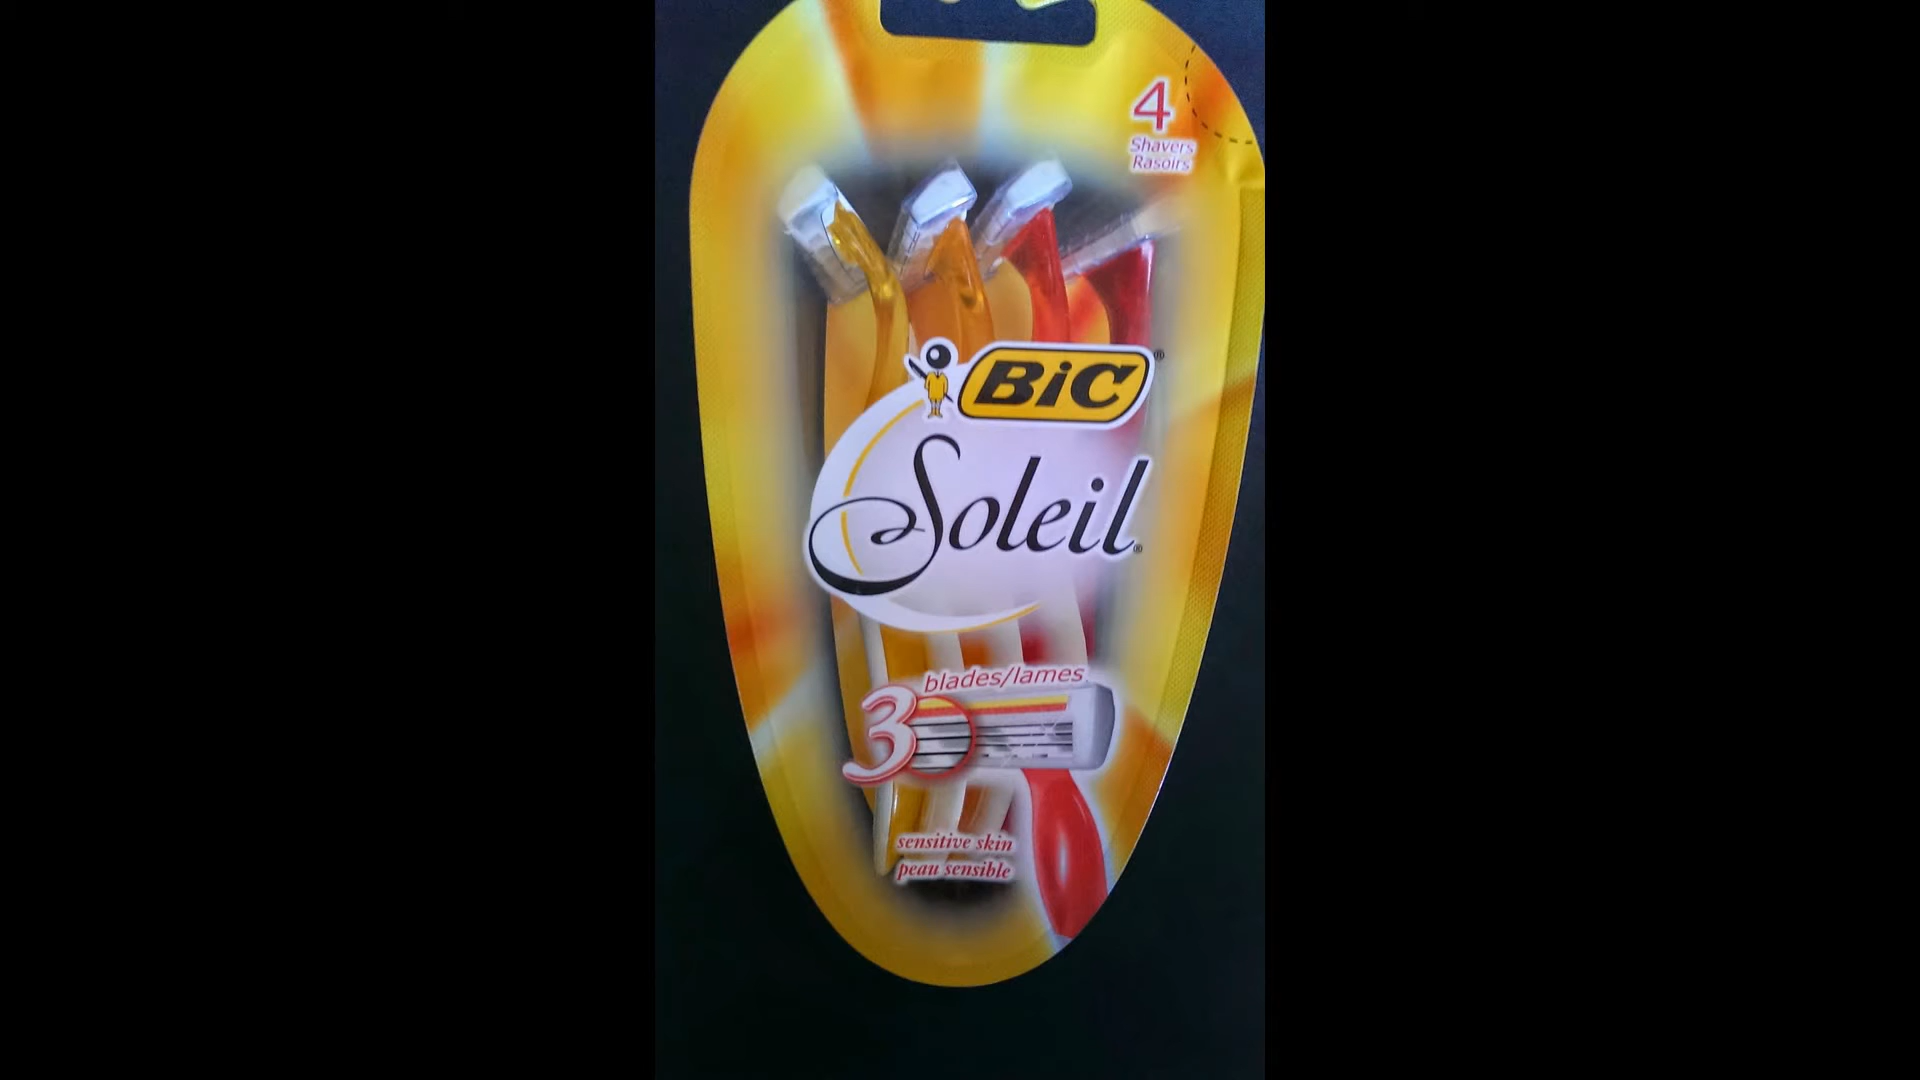 4
Shavers
Rasoirs
BiC®
Soleil®
blades/lames
3
sensitive skin
peau sensible